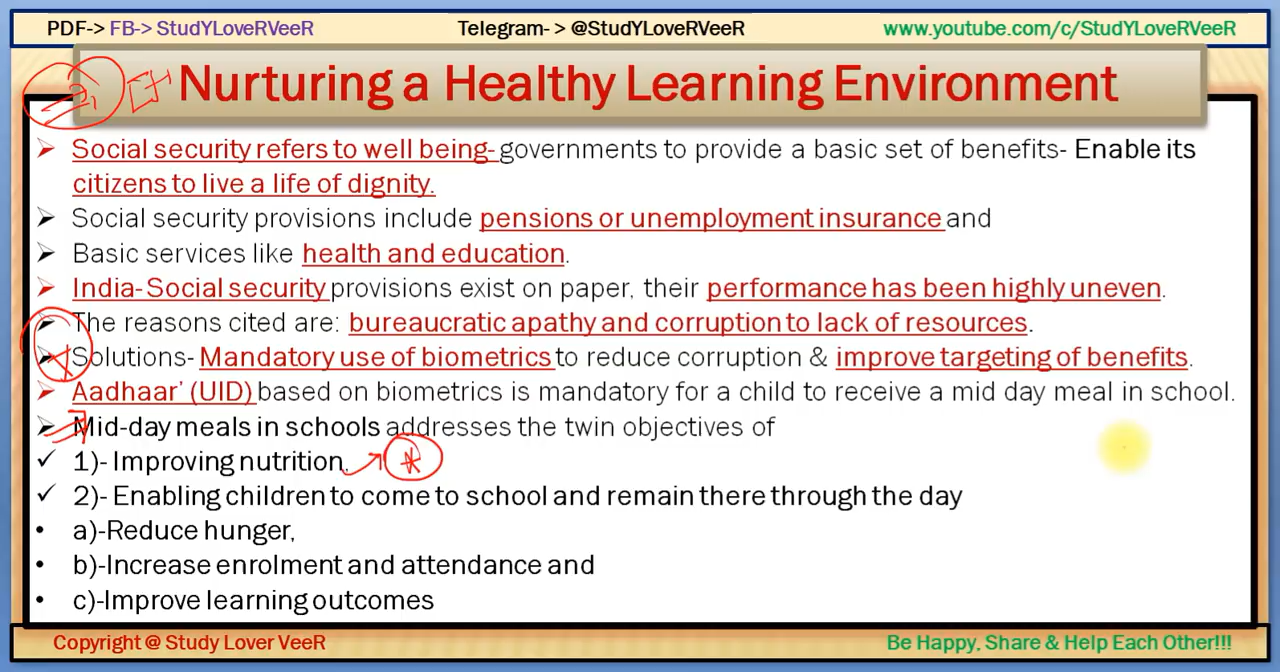 PDF-> FB-> StudYLoveRVeeR Telegram- > @StudYLoveRVeeR www.youtube.com/c/StudYLoveRVeeR
Nurturing a Healthy Learning Environment
➢ Social security refers to well being- governments to provide a basic set of benefits- Enable its
citizens to live a life of dignity.
➢ Social security provisions include pensions or unemployment insurance and
➢ Basic services like health and education.
➢ India- Social security provisions exist on paper, their performance has been highly uneven.
➢ The reasons cited are: bureaucratic apathy and corruption to lack of resources.
➢ Solutions- Mandatory use of biometrics to reduce corruption & improve targeting of benefits.
➢ Aadhaar’ (UID) based on biometrics is mandatory for a child to receive a mid day meal in school.
➢ Mid-day meals in schools addresses the twin objectives of
✓ 1)- Improving nutrition.
✓ 2)- Enabling children to come to school and remain there through the day
• a)-Reduce hunger,
• b)-Increase enrolment and attendance and
• c)-Improve learning outcomes
Copyright @ Study Lover VeeR Be Happy, Share & Help Each Other!!!